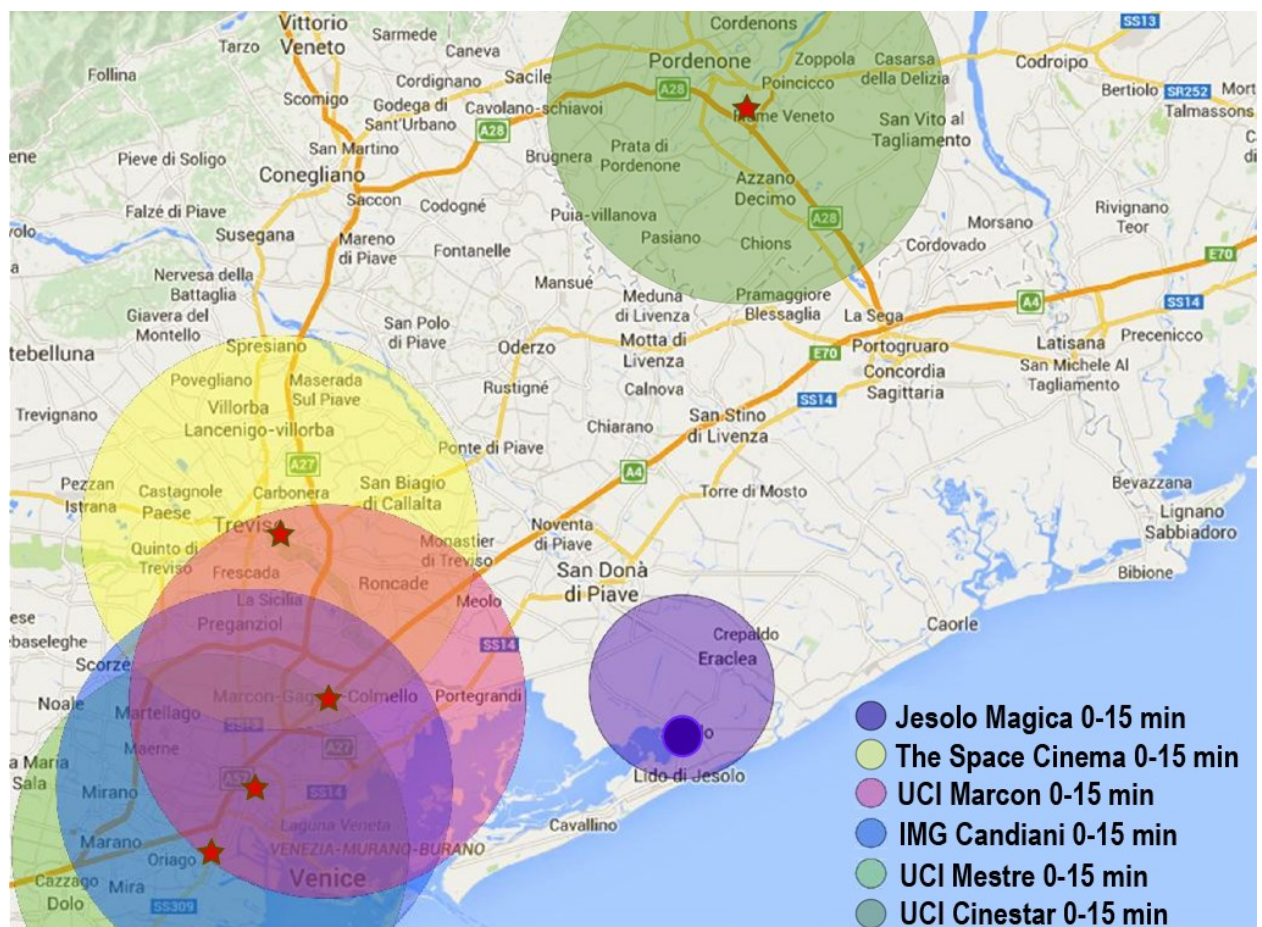 Vittorio
Veneto
Tarzo
Sarmede
Caneva
Cordenons
SS13
Follina
Cordignano
Sacile
Pordenone
Zoppola
Casarsa
della Delizia
Codroipo
Scomigo
Godega di
Sant'Urbano
Cavolano-schiavoi
A28
Poincicco
Bertiolo
SR252
Mort
Talmassons
A28
Fiume Veneto
San Vito al
Tagliamento
ene
Pieve di Soligo
San Martino
Conegliano
Brugnera
Prata di
Pordenone
Azzano
Decimo
Saccon
Codogné
Falzé di Piave
Susegana
Mareno
di Piave
Fontanelle
Puia-villanova
Pasiano
Chions
A28
Morsano
Cordovado
Rivignano
Teor
E70
Nervesa della
Battaglia
Mansué
Meduna
di Livenza
Pramaggiore
Blessaglia
La Sega
A4
SS14
Giavera del
Montello
San Polo
di Piave
tebelluna
Spresiano
Oderzo
Motta di
Livenza
E70
Portogruaro
Latisana
Precenicco
San Michele Al
Tagliamento
Concordia
Sagittaria
Povegliano
Maserada
Sul Piave
Rustigné
Calnova
SS14
Trevignano
Villorba
Lancenigo-villorba
Chiarano
San Stino
di Livenza
Ponte di Piave
A27
A4
Pezzan
Istrana
Castagnole
Paese
Carbonera
San Biagio
di Callalta
Torre di Mosto
Bevazzana
Lignano
Sabbiadoro
Treviso
Noventa
di Piave
Monastier
di Treviso
Quinto di
Treviso
Frescada
Roncade
San Donà
di Piave
Bibione
La Sicilia
Meolo
Preganziol
Caorle
ese
ebaseleghe
SS14
Crepaldo
Eraclea
Scorzè
Noale
Marcon-Gag
-Colmello
Portegrandi
Martellago
Maerne
A27
a Maria
Sala
Lido di Jesolo
Mirano
A57
SS14
Laguna Veneta
Cavallino
Marano
VENEZIA-MURANO-BURANO
Oriago
Cazzago
Dolo
Mira
Venice
SS309
Jesolo Magica 0-15 min
The Space Cinema 0-15 min
UCI Marcon 0-15 min
IMG Candiani 0-15 min
UCI Mestre 0-15 min
UCI Cinestar 0-15 min